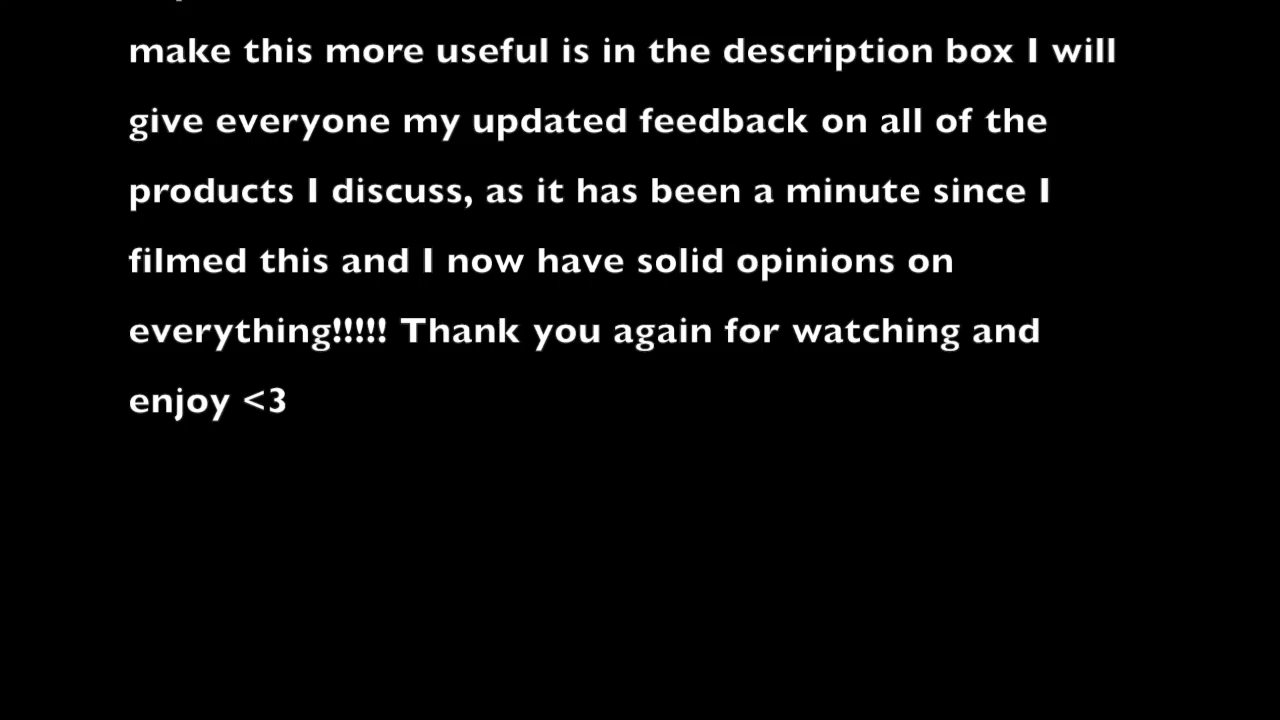 make this more useful is in the description box I will
give everyone my updated feedback on all of the
products I discuss, as it has been a minute since I
filmed this and I now have solid opinions on
everything!!!!! Thank you again for watching and
enjoy <3